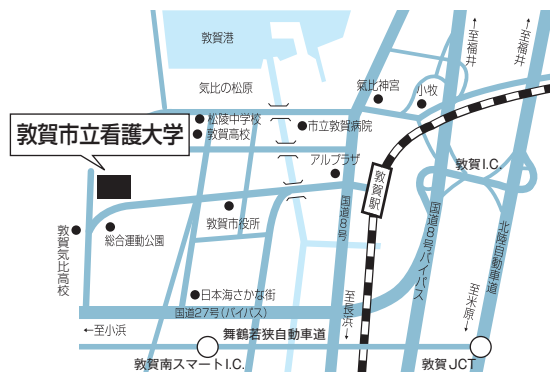 敦賀港
↑至福井
↑至福井
気比の松原
氣比神宮
小牧
松陵中学校
敦賀高校
市立敦賀病院
敦賀市立看護大学
アルプラザ
敦賀I.C.
敦賀駅
国道8号
国道8号バイパス
北陸自動車道
敦賀市役所
総合運動公園
敦賀気比高校
日本海さかな街
国道27号(バイパス)
←至小浜
舞鶴若狭自動車道
至長浜↓
至米原↓
敦賀南スマートI.C.
敦賀JCT